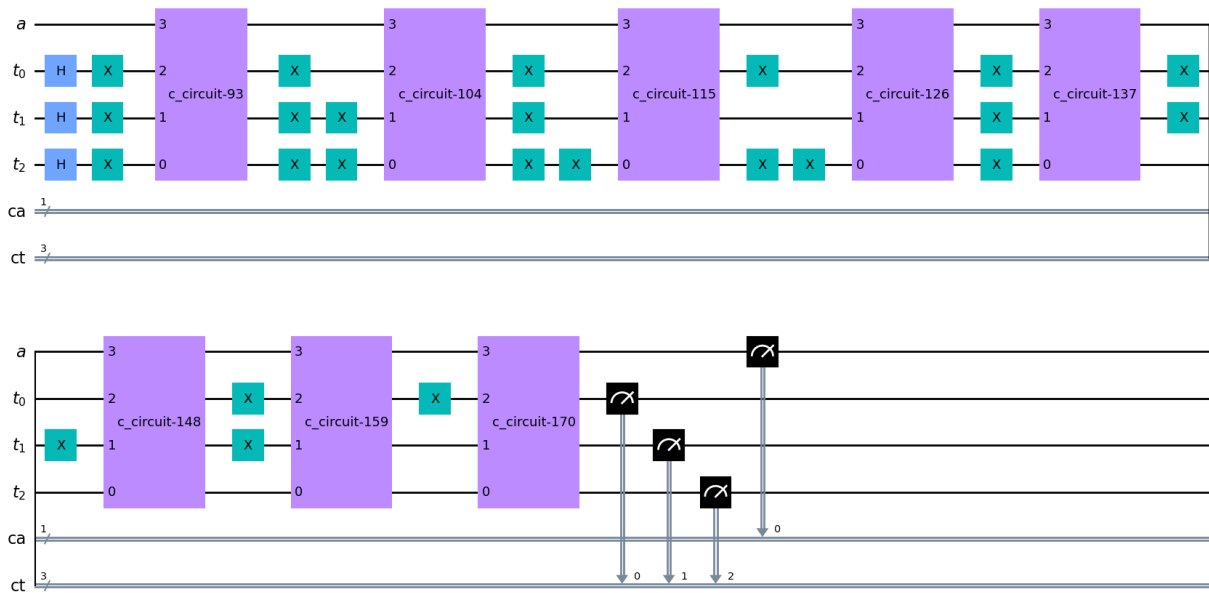 a 3 3 3 3 3
t0 H X 2 X 2 X 2 X 2 X 2 X
c_circuit-93 c_circuit-104 c_circuit-115 c_circuit-126 c_circuit-137
t1 H X 1 X X 1 X 1 1 X 1 X
t2 H X 0 X X 0 X X 0 X X 0 X 0
ca 1
ct 3
a 3 3 3
t0 2 X 2 X 2
c_circuit-148 c_circuit-159 c_circuit-170
t1 X 1 X 1 1
t2 0 0 0
ca 1 0
ct 3 0 1 2